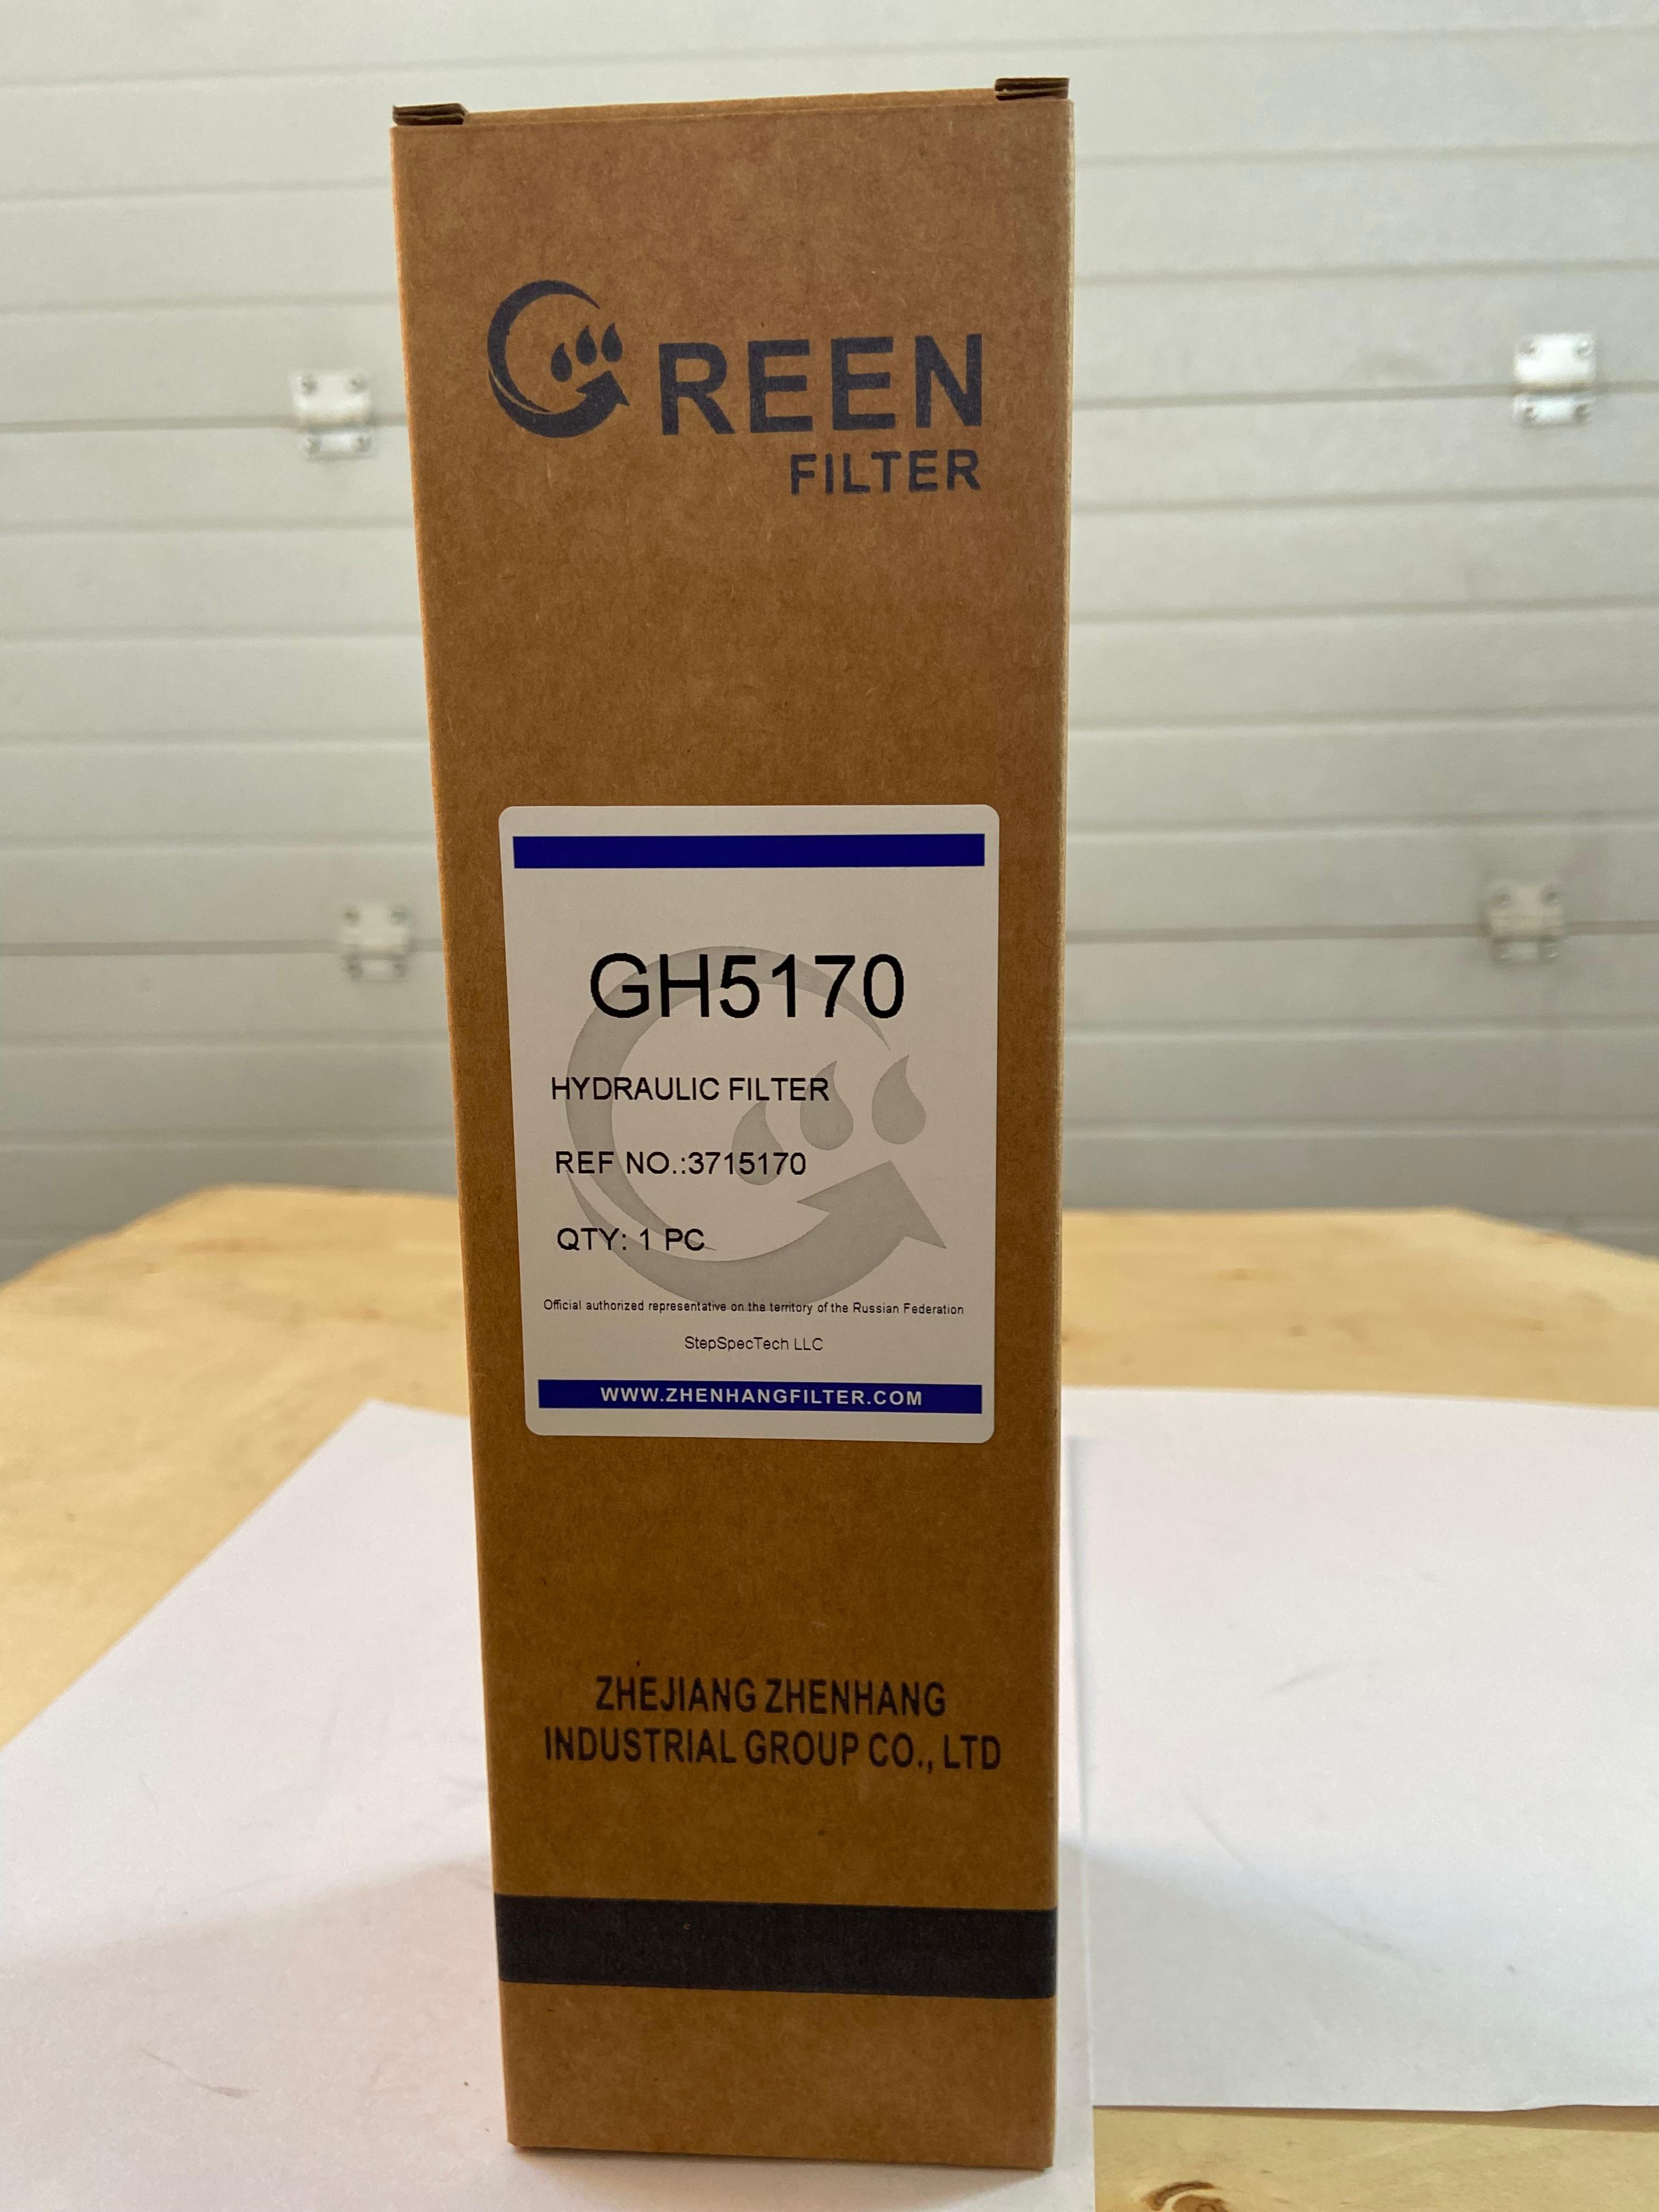 GREEN
FILTER
GH5170
HYDRAULIC FILTER
REF NO.:3715170
QTY: 1 PC
Official authorized representative on the territory of the Russian Federation
StepSpecTech LLC
WWW.ZHENHANGFILTER.COM
ZHEJIANG ZHENHANG
INDUSTRIAL GROUP CO., LTD